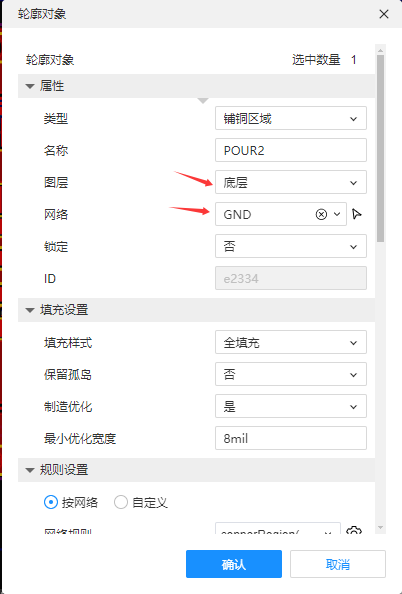 轮廓对象
轮廓对象 选中数量 1
属性
类型 铺铜区域
名称 POUR2
图层 底层
网络 GND
锁定 否
ID e2334
填充设置
填充样式 全填充
保留孤岛 否
制造优化 是
最小优化宽度 8mil
规则设置
按网络 自定义
网络规则 copperRegion(
确认 取消